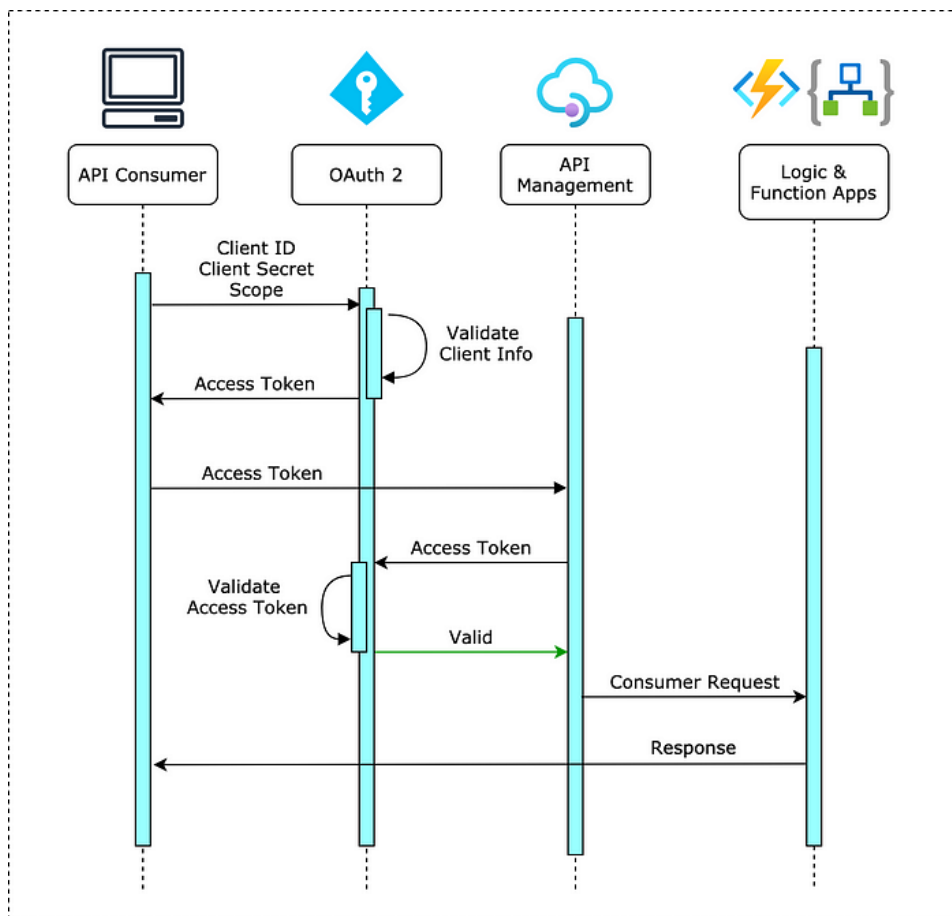 API Consumer
OAuth 2
API
Management
Logic &
Function Apps
Client ID
Client Secret
Scope
Validate
Client Info
Access Token
Access Token
Access Token
Validate
Access Token
Valid
Consumer Request
Response